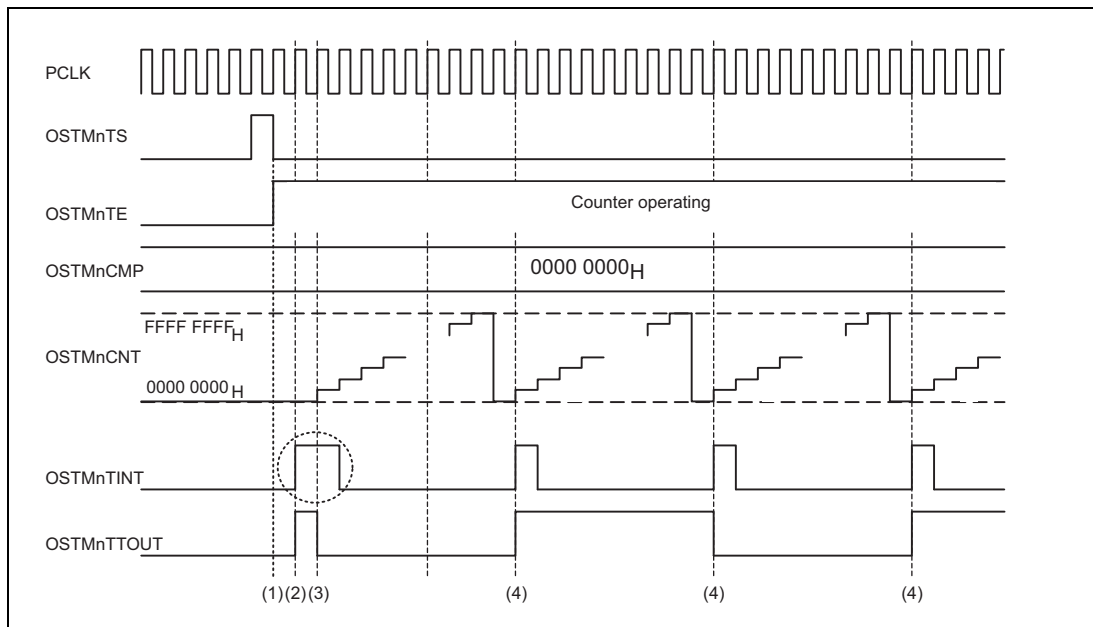 PCLK
OSTMnTS
OSTMnTE
Counter operating
OSTMnCMP
0000 0000H
FFFF FFFFH
OSTMnCNT
0000 0000H
OSTMnTINT
OSTMnTTOUT
(1) (2) (3) (4) (4) (4)